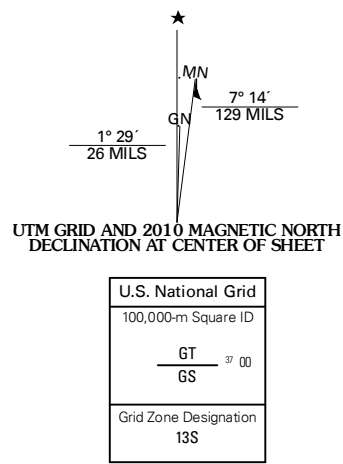 MN
GN
7° 14´
129 MILS
1° 29´
26 MILS
UTM GRID AND 2010 MAGNETIC NORTH
DECLINATION AT CENTER OF SHEET
U.S. National Grid
100,000-m Square ID
GT
37 00
GS
Grid Zone Designation
13S